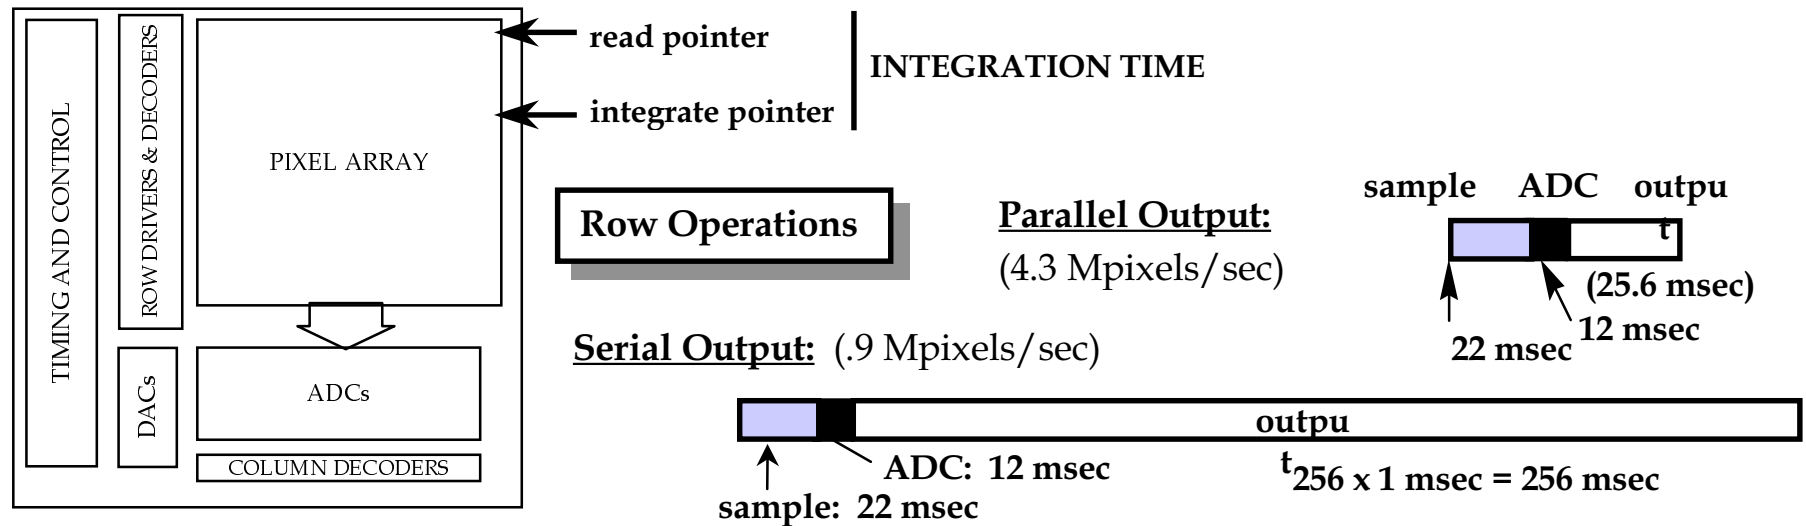 TIMING AND CONTROL
ROW DRIVERS & DECODERS
PIXEL ARRAY
DACs
ADCs
COLUMN DECODERS
read pointer
integrate pointer
INTEGRATION TIME
Row Operations
Parallel Output:
(4.3 Mpixels/sec)
sample ADC outpu
t
(25.6 msec)
12 msec
22 msec
Serial Output: (.9 Mpixels/sec)
outpu
t
ADC: 12 msec
256 x 1 msec = 256 msec
sample: 22 msec